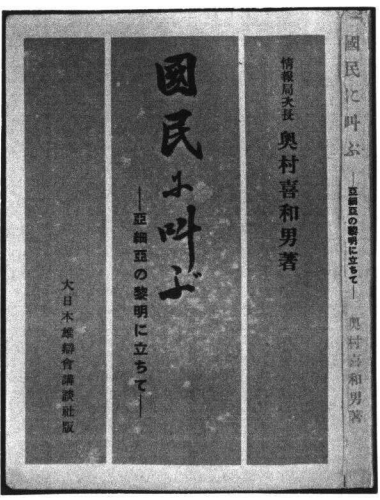 情報局次長 奥村喜和男著
國民に叫ぶ
―亞細亞の黎明に立ちて―
大日本雄辯會講談社版
國民に叫ぶ ―亞細亞の黎明に立ちて― 奥村喜和男著